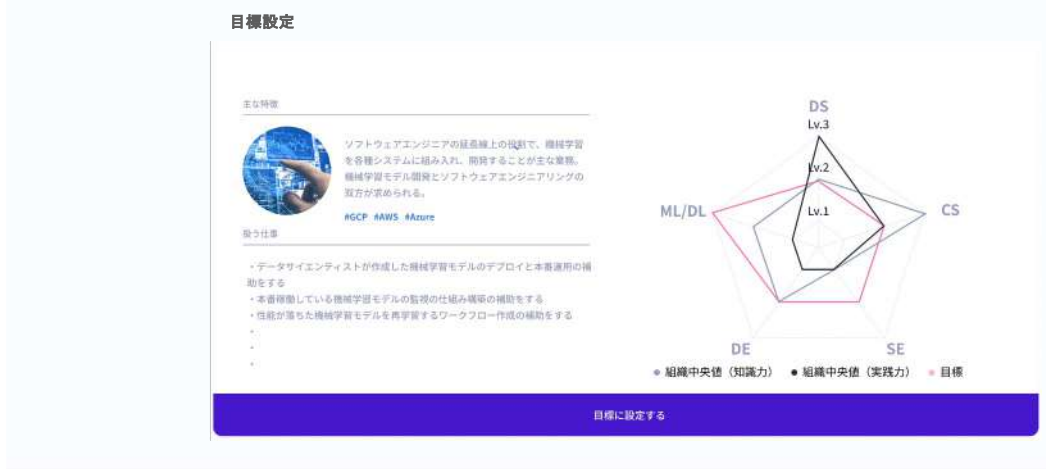 目標設定
主な特徴
ソフトウェアエンジニアの延長線上の役割で、機械学習
を各種システムに組み入れ、開発することが主な業務。
機械学習モデル開発とソフトウェアエンジニアリングの
双方が求められる。
#GCP #AWS #Azure
扱う仕事
・データサイエンティストが作成した機械学習モデルのデプロイと本番運用の補
助をする
・本番稼働している機械学習モデルの監視の仕組み構築の補助をする
・性能が落ちた機械学習モデルを再学習するワークフロー作成の補助をする
・
・
・
DS
Lv.3
Lv.2
ML/DL
Lv.1
CS
DE
SE
組織中央値（知識力）
組織中央値（実践力）
目標
目標に設定する